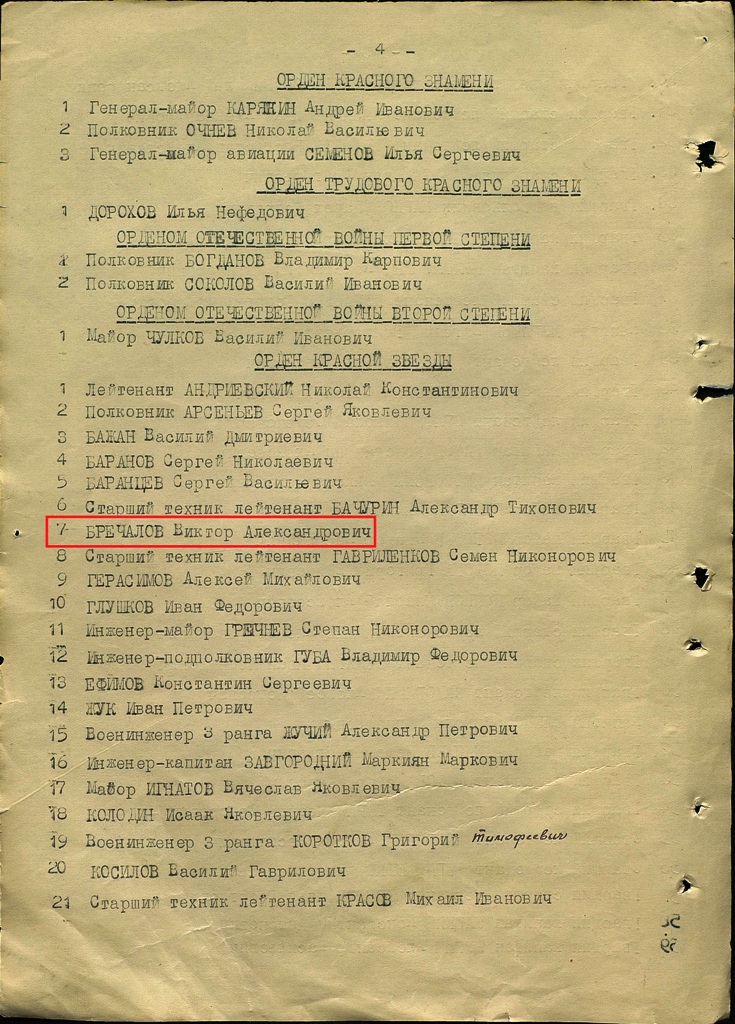 - 4 -
ОРДЕН КРАСНОГО ЗНАМЕНИ
1 Генерал-майор КАРЯКИН Андрей Иванович
2 Полковник ОЧНЕВ Николай Васильевич
3 Генерал-майор авиации СЕМЕНОВ Илья Сергеевич
ОРДЕН ТРУДОВОГО КРАСНОГО ЗНАМЕНИ
1 ДОРОХОВ Илья Нефедович
ОРДЕНОМ ОТЕЧЕСТВЕННОЙ ВОЙНЫ ПЕРВОЙ СТЕПЕНИ
1 Полковник БОГДАНОВ Владимир Карпович
2 Полковник СОКОЛОВ Василий Иванович
ОРДЕНОМ ОТЕЧЕСТВЕННОЙ ВОЙНЫ ВТОРОЙ СТЕПЕНИ
1 Майор ЧУЛКОВ Василий Иванович
ОРДЕН КРАСНОЙ ЗВЕЗДЫ
1 Лейтенант АНДРИЕВСКИЙ Николай Константинович
2 Полковник АРСЕНЬЕВ Сергей Яковлевич
3 БАЖАН Василий Дмитриевич
4 БАРАНОВ Сергей Николаевич
5 БАРАНЦЕВ Сергей Васильевич
6 Старший техник лейтенант БАЧУРИН Александр Тихонович
7 БРЕЧАЛОВ Виктор Александрович
8 Старший техник лейтенант ГАВРИЛЕНКОВ Семен Никонорович
9 ГЕРАСИМОВ Алексей Михайлович
10 ГЛУШКОВ Иван Федорович
11 Инженер-майор ГРЕЧНЕВ Степан Никонорович
12 Инженер-подполковник ГУБА Владимир Федорович
13 ЕФИМОВ Константин Сергеевич
14 ЖУК Иван Петрович
15 Военинженер 3 ранга ЖУЧИЙ Александр Петрович
16 Инженер-капитан ЗАВГОРОДНИЙ Маркиян Маркович
17 Майор ИГНАТОВ Вячеслав Яковлевич
18 КОЛОДИН Исаак Яковлевич
19 Военинженер 3 ранга КОРОТКОВ Григорий Тимофеевич
20 КОСИЛОВ Василий Гаврилович
21 Старший техник лейтенант КРАСОВ Михаил Иванович